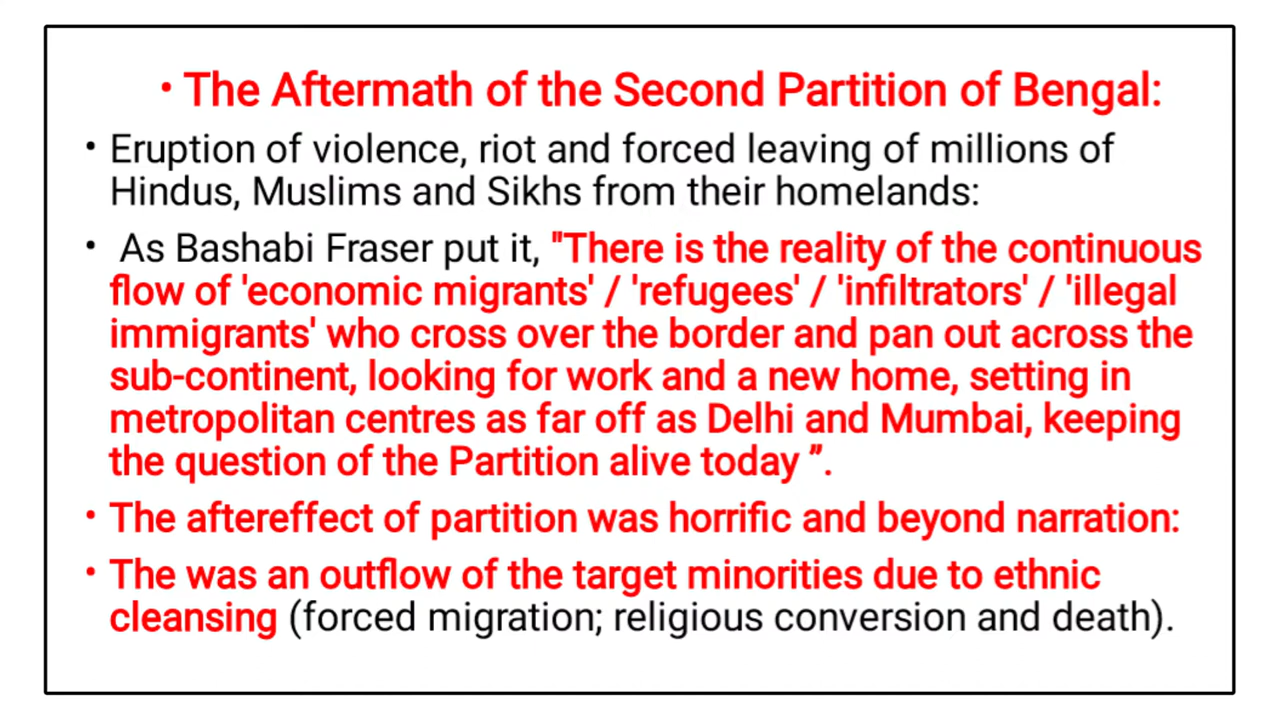 • The Aftermath of the Second Partition of Bengal:
• Eruption of violence, riot and forced leaving of millions of
Hindus, Muslims and Sikhs from their homelands:
• As Bashabi Fraser put it, "There is the reality of the continuous
flow of 'economic migrants' / 'refugees' / 'infiltrators' / 'illegal
immigrants' who cross over the border and pan out across the
sub-continent, looking for work and a new home, setting in
metropolitan centres as far off as Delhi and Mumbai, keeping
the question of the Partition alive today ”.
• The aftereffect of partition was horrific and beyond narration:
• The was an outflow of the target minorities due to ethnic
cleansing (forced migration; religious conversion and death).